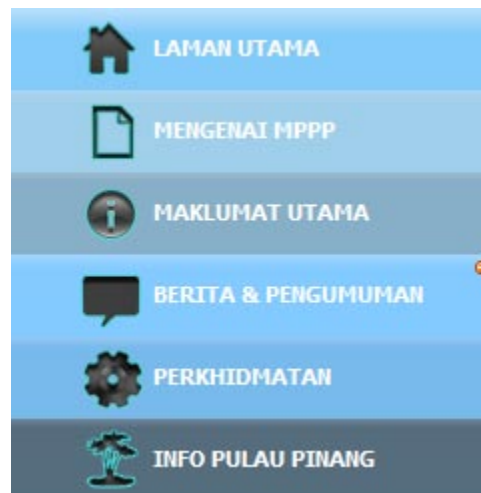 LAMAN UTAMA
MENGENAI MPPP
MAKLUMAT UTAMA
BERITA & PENGUMUMAN
PERKHIDMATAN
INFO PULAU PINANG